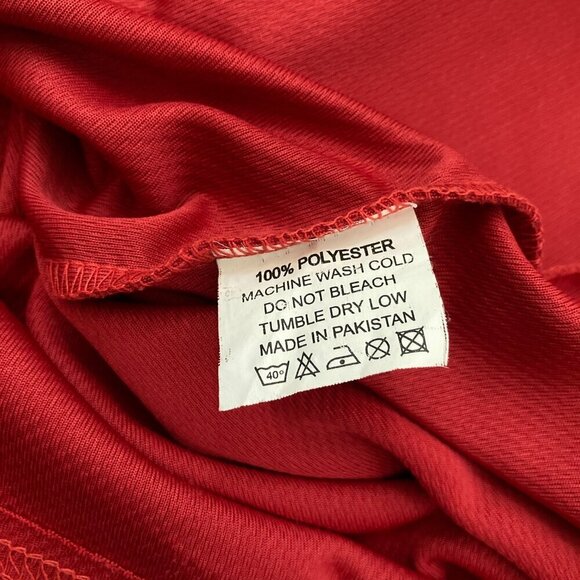 100% POLYESTER
MACHINE WASH COLD
DO NOT BLEACH
TUMBLE DRY LOW
MADE IN PAKISTAN
40°